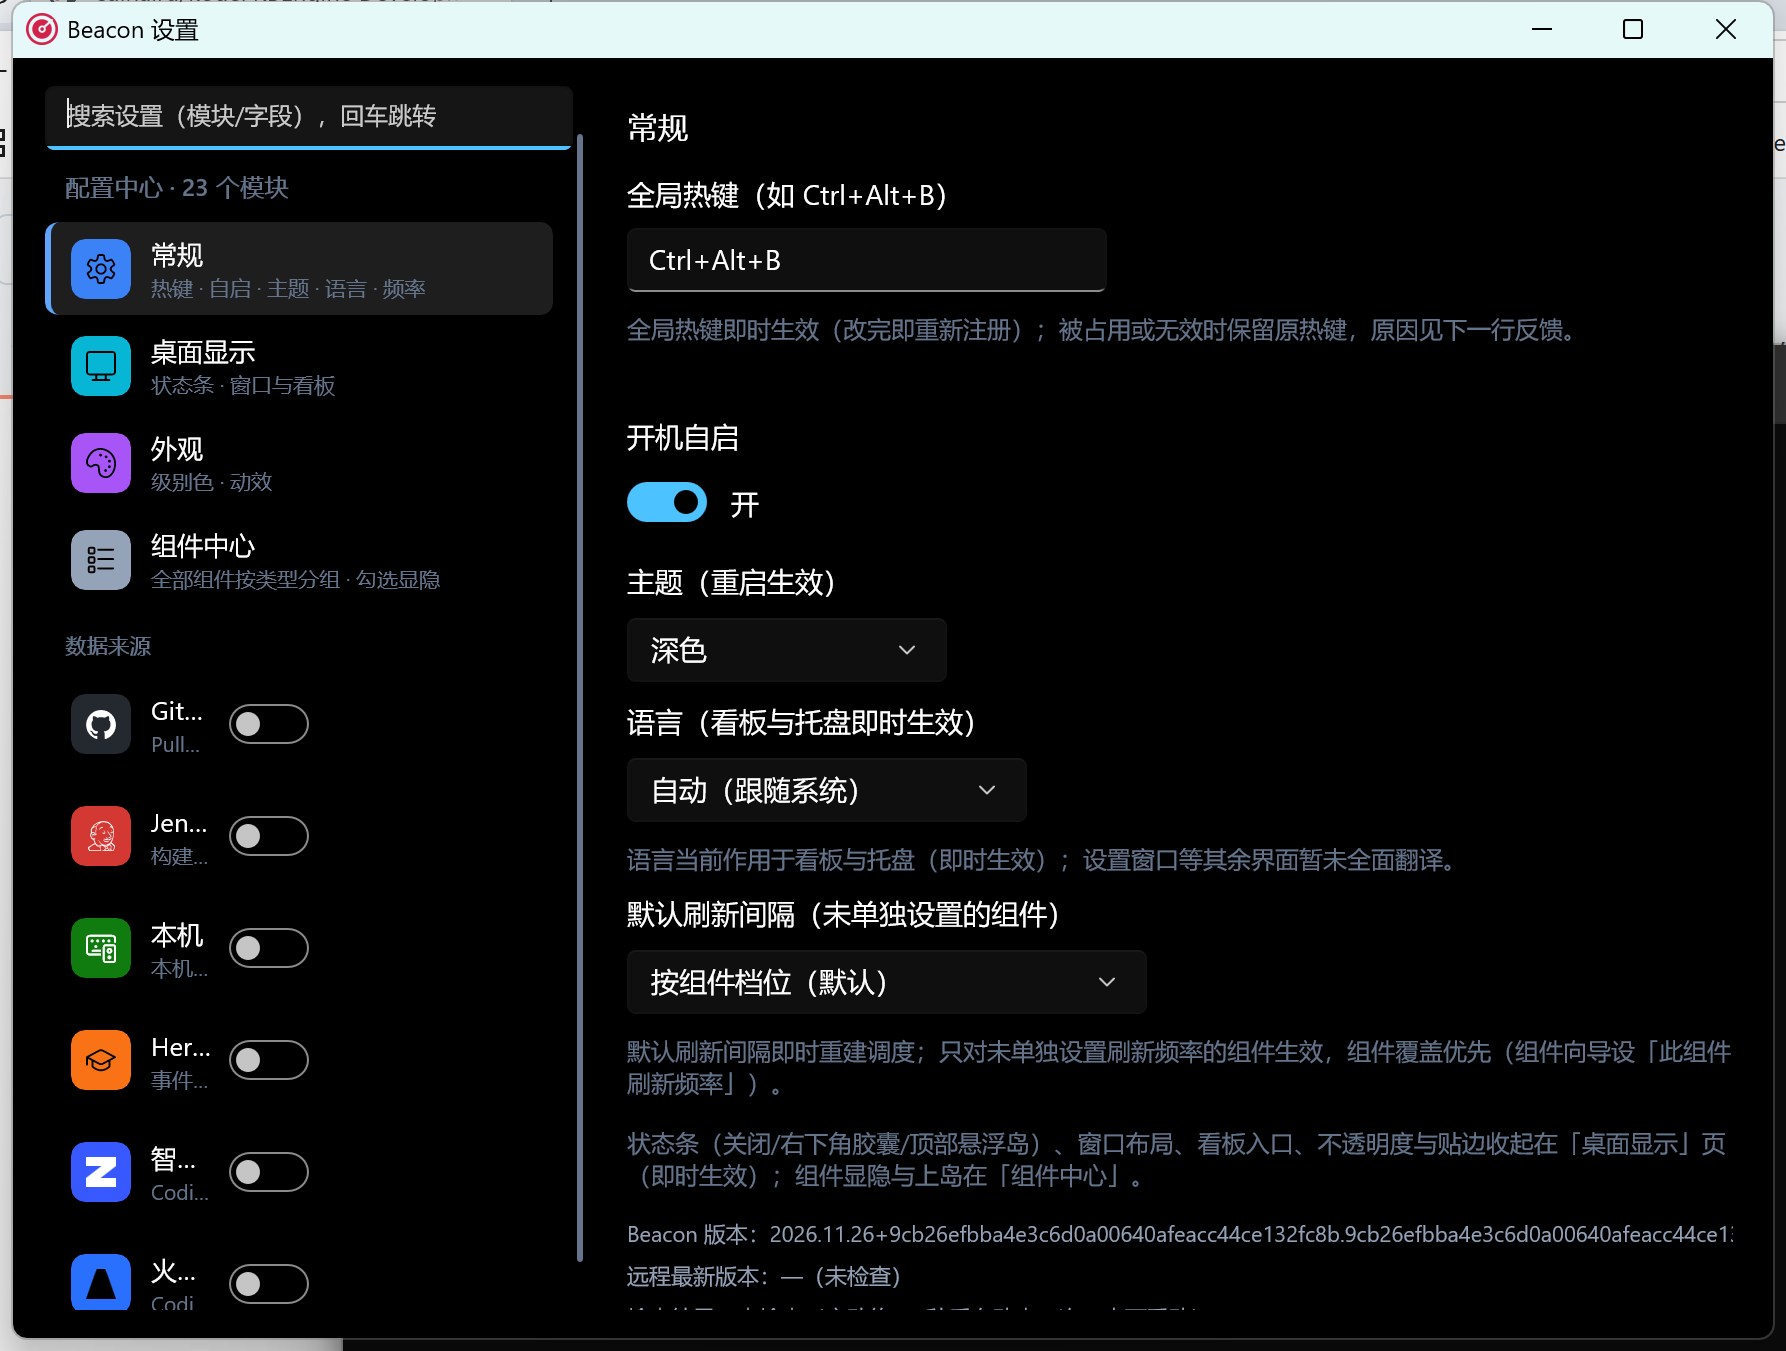 Beacon 设置
搜索设置（模块/字段），回车跳转
配置中心 · 23 个模块
常规
热键 · 自启 · 主题 · 语言 · 频率
桌面显示
状态条 · 窗口与看板
外观
级别色 · 动效
组件中心
全部组件按类型分组 · 勾选显隐
数据来源
Git...
Pull...
Jen...
构建...
本机
本机...
Her...
事件...
智...
Codi...
火...
Codi
常规
全局热键（如 Ctrl+Alt+B）
Ctrl+Alt+B
全局热键即时生效（改完即重新注册）；被占用或无效时保留原热键，原因见下一行反馈。
开机自启
开
主题（重启生效）
深色
语言（看板与托盘即时生效）
自动（跟随系统）
语言当前作用于看板与托盘（即时生效）；设置窗口等其余界面暂未全面翻译。
默认刷新间隔（未单独设置的组件）
按组件档位（默认）
默认刷新间隔即时重建调度；只对未单独设置刷新频率的组件生效，组件覆盖优先（组件向导设「此组件
刷新频率」）。
状态条（关闭/右下角胶囊/顶部悬浮岛）、窗口布局、看板入口、不透明度与贴边收起在「桌面显示」页
（即时生效）；组件显隐与上岛在「组件中心」。
Beacon 版本：2026.11.26+9cb26efbba4e3c6d0a00640afeacc44ce132fc8b.9cb26efbba4e3c6d0a00640afeacc44ce1
远程最新版本：—（未检查）